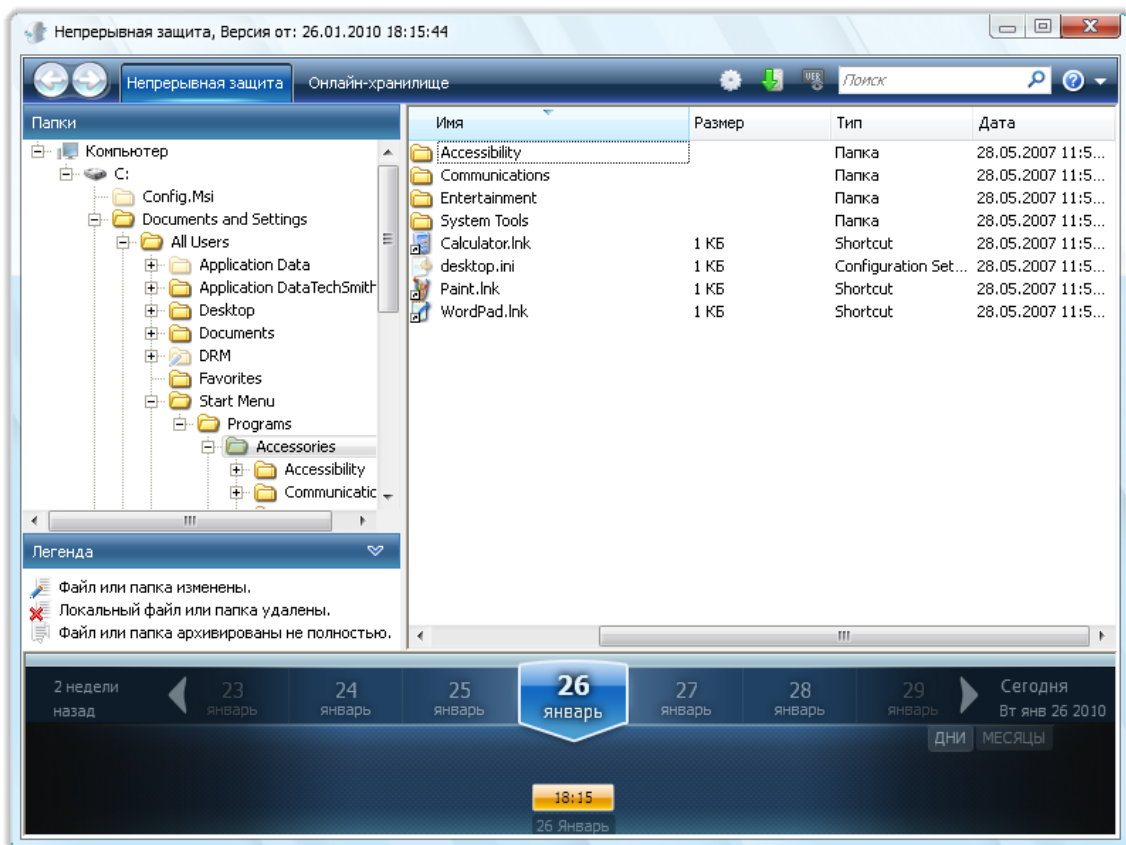 Непрерывная защита, Версия от: 26.01.2010 18:15:44
Непрерывная защита Онлайн-хранилище Поиск
Папки
Компьютер
C:
Config.Msi
Documents and Settings
All Users
Application Data
Application DataTechSmith
Desktop
Documents
DRM
Favorites
Start Menu
Programs
Accessories
Accessibility
Communicatic
Имя Размер Тип Дата
Accessibility Папка 28.05.2007 11:5...
Communications Папка 28.05.2007 11:5...
Entertainment Папка 28.05.2007 11:5...
System Tools Папка 28.05.2007 11:5...
Calculator.lnk 1 КБ Shortcut 28.05.2007 11:5...
desktop.ini 1 КБ Configuration Set... 28.05.2007 11:5...
Paint.lnk 1 КБ Shortcut 28.05.2007 11:5...
WordPad.lnk 1 КБ Shortcut 28.05.2007 11:5...
Легенда
Файл или папка изменены.
Локальный файл или папка удалены.
Файл или папка архивированы не полностью.
2 недели назад
23 январь
24 январь
25 январь
26 январь
27 январь
28 январь
29 январь
Сегодня
Вт янв 26 2010
ДНИ МЕСЯЦЫ
18:15
26 Январь